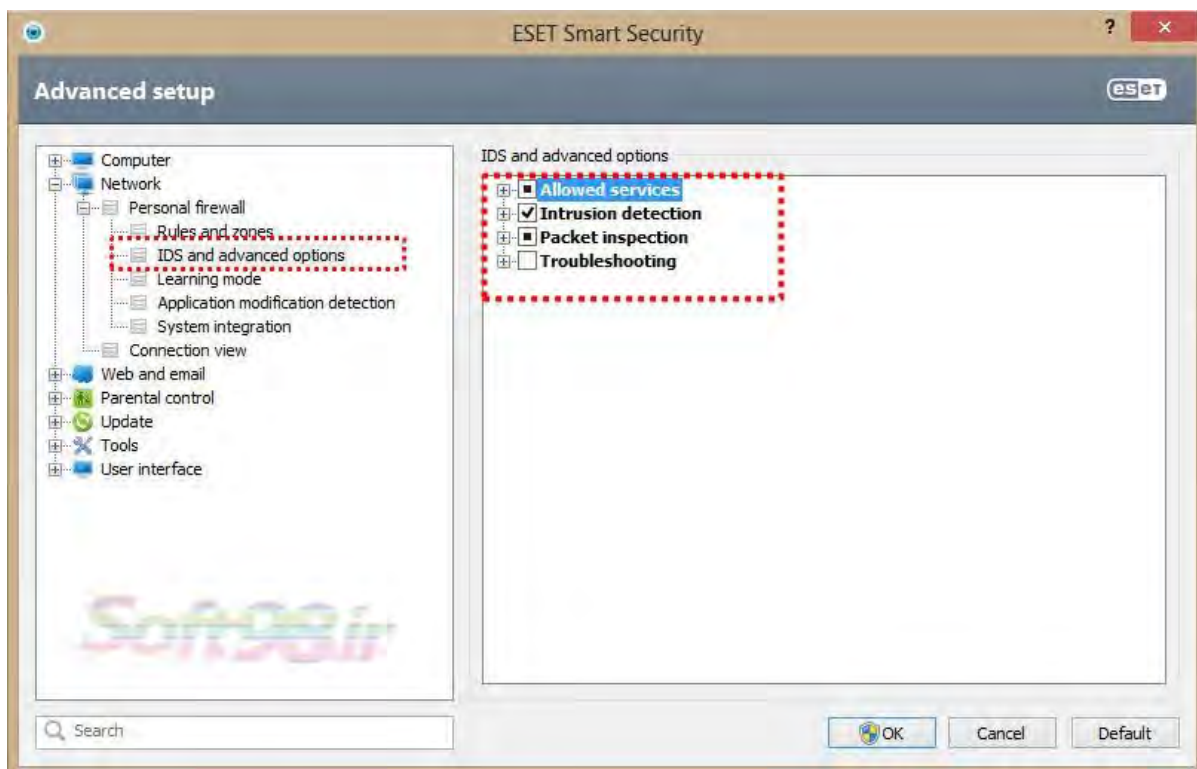 ESET Smart Security
?
Advanced setup
eset
Computer
Network
Personal firewall
Rules and zones
IDS and advanced options
Learning mode
Application modification detection
System integration
Connection view
Web and email
Parental control
Update
Tools
User interface
Soft98.ir
Search
IDS and advanced options
Allowed services
Intrusion detection
Packet inspection
Troubleshooting
OK
Cancel
Default